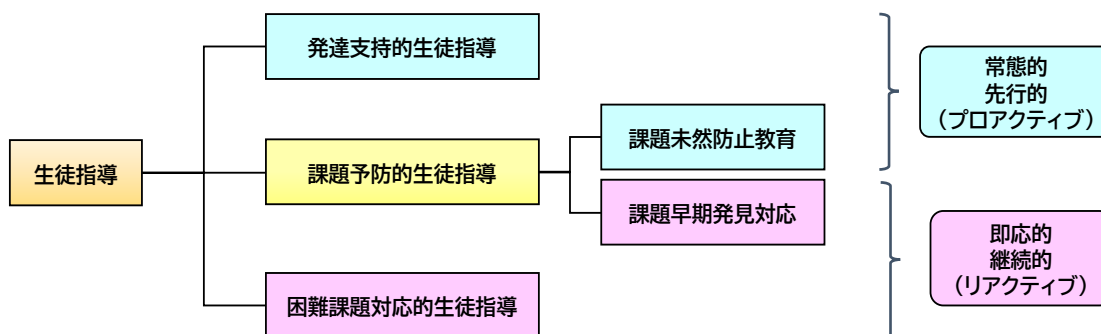 発達支持的生徒指導
常態的
先行的
（プロアクティブ）
課題未然防止教育
生徒指導
課題予防的生徒指導
課題早期発見対応
即応的
継続的
（リアクティブ）
困難課題対応的生徒指導